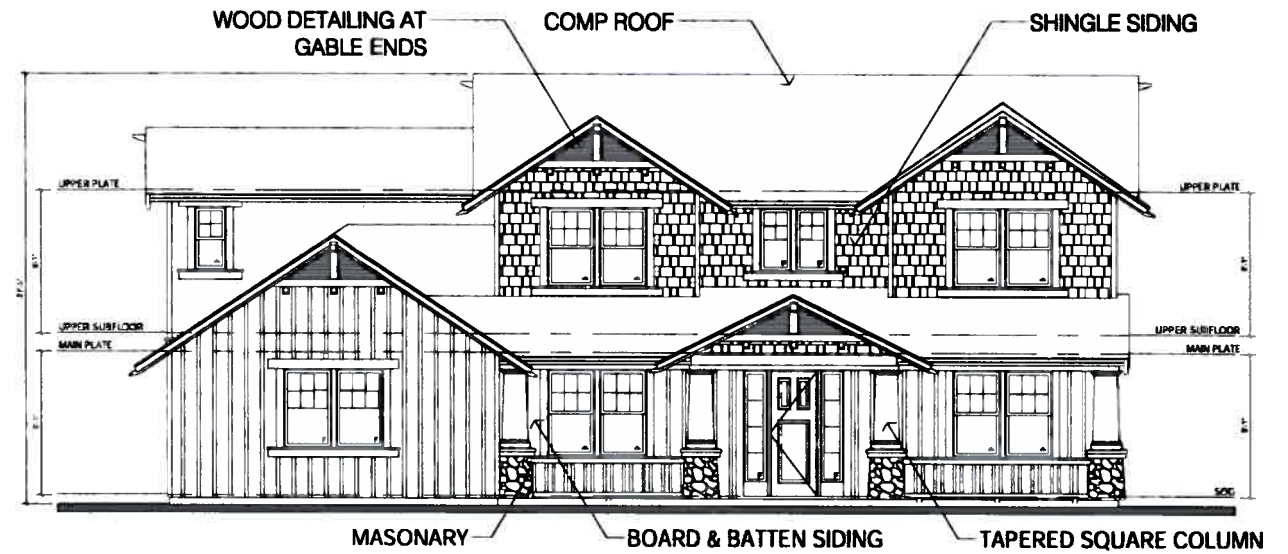 WOOD DETAILING AT
GABLE ENDS
COMP ROOF
SHINGLE SIDING
UPPER PLATE
UPPER PLATE
UPPER SUBFLOOR
MAIN PLATE
UPPER SUBFLOOR
MAIN PLATE
MASONARY
BOARD & BATTEN SIDING
TAPERED SQUARE COLUMN